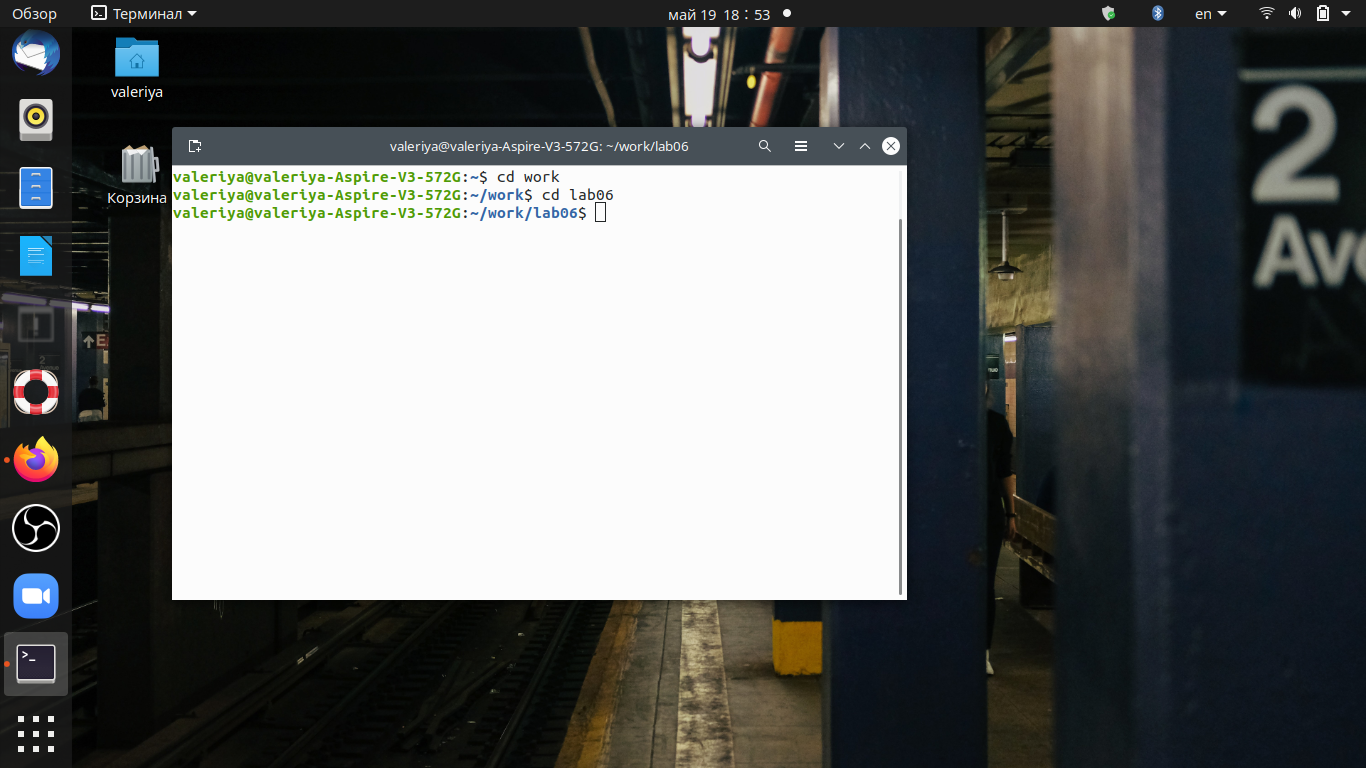 Обзор
Терминал
май 19 18 : 53
en
valeriya
Корзина
valeriya@valeriya-Aspire-V3-572G: ~/work/lab06
valeriya@valeriya-Aspire-V3-572G:~$ cd work
valeriya@valeriya-Aspire-V3-572G:~/work$ cd lab06
valeriya@valeriya-Aspire-V3-572G:~/work/lab06$
2
Ave
E
>_